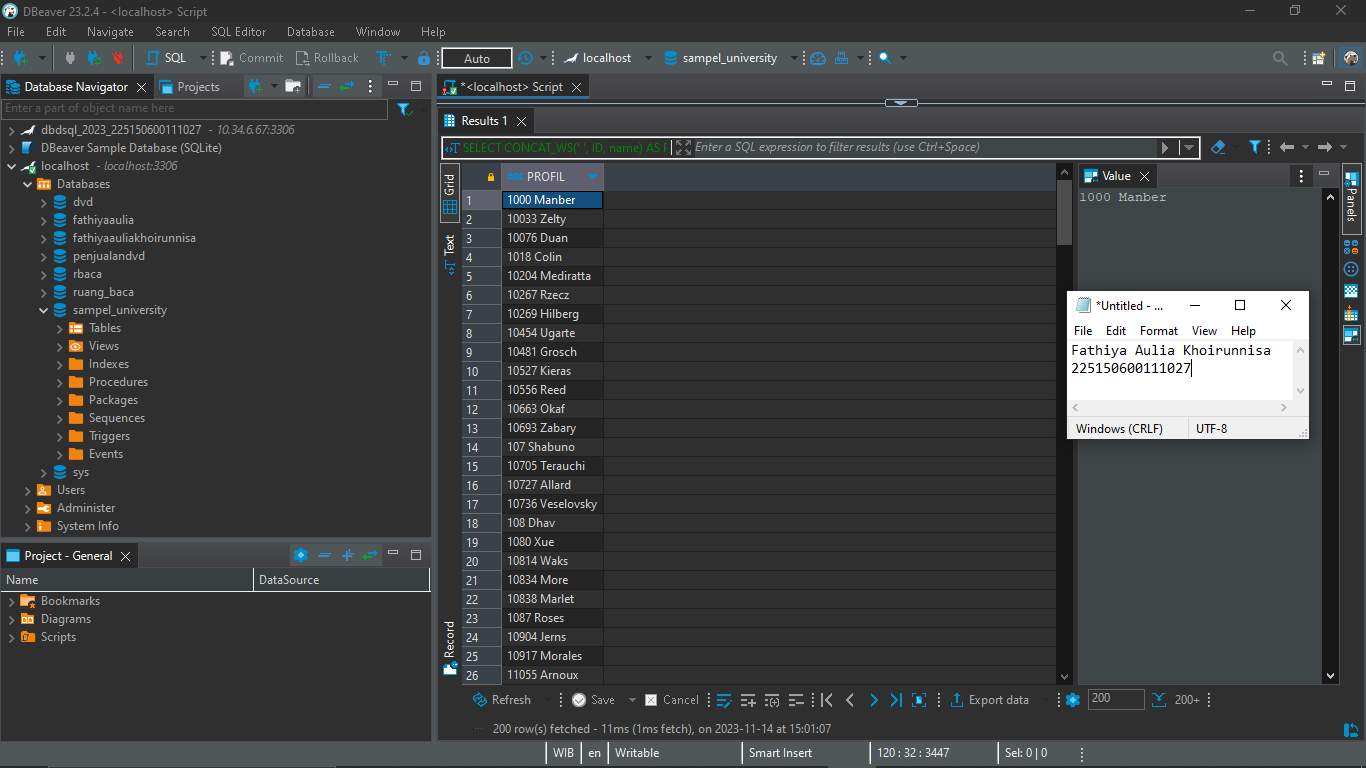 DBeaver 23.2.4 - <localhost> Script
File Edit Navigate Search SQL Editor Database Window Help
SQL Commit Rollback Auto localhost sampel_university
Database Navigator Projects
Enter a part of object name here
dbdsql_2023_225150600111027 - 10.34.6.67:3306
DBeaver Sample Database (SQLite)
localhost - localhost:3306
Databases
dvd
fathiyaaulia
fathiyaauliakhoirunnisa
penjualandvd
rbaca
ruang_baca
sampel_university
Tables
Views
Indexes
Procedures
Packages
Sequences
Triggers
Events
sys
Users
Administer
System Info
Project - General
Name DataSource
Bookmarks
Diagrams
Scripts
*<localhost> Script
Results 1
SELECT CONCAT_WS(' ', ID, name) AS Enter a SQL expression to filter results (use Ctrl+Space)
Grid
Text
Record
PROFIL
1 1000 Manber
2 10033 Zelty
3 10076 Duan
4 1018 Colin
5 10204 Mediratta
6 10267 Rzecz
7 10269 Hilberg
8 10454 Ugarte
9 10481 Grosch
10 10527 Kieras
11 10556 Reed
12 10663 Okaf
13 10693 Zabary
14 107 Shabuno
15 10705 Terauchi
16 10727 Allard
17 10736 Veselovsky
18 108 Dhav
19 1080 Xue
20 10814 Waks
21 10834 More
22 10838 Marlet
23 1087 Roses
24 10904 Jerns
25 10917 Morales
26 11055 Arnoux
Value
1000 Manber
Panels
*Untitled - ...
File Edit Format View Help
Fathiya Aulia Khoirunnisa
225150600111027
Windows (CRLF) UTF-8
Refresh Save Cancel Export data 200 200+
200 row(s) fetched - 11ms (1ms fetch), on 2023-11-14 at 15:01:07
WIB en Writable Smart Insert 120 : 32 : 3447 Sel: 0 | 0